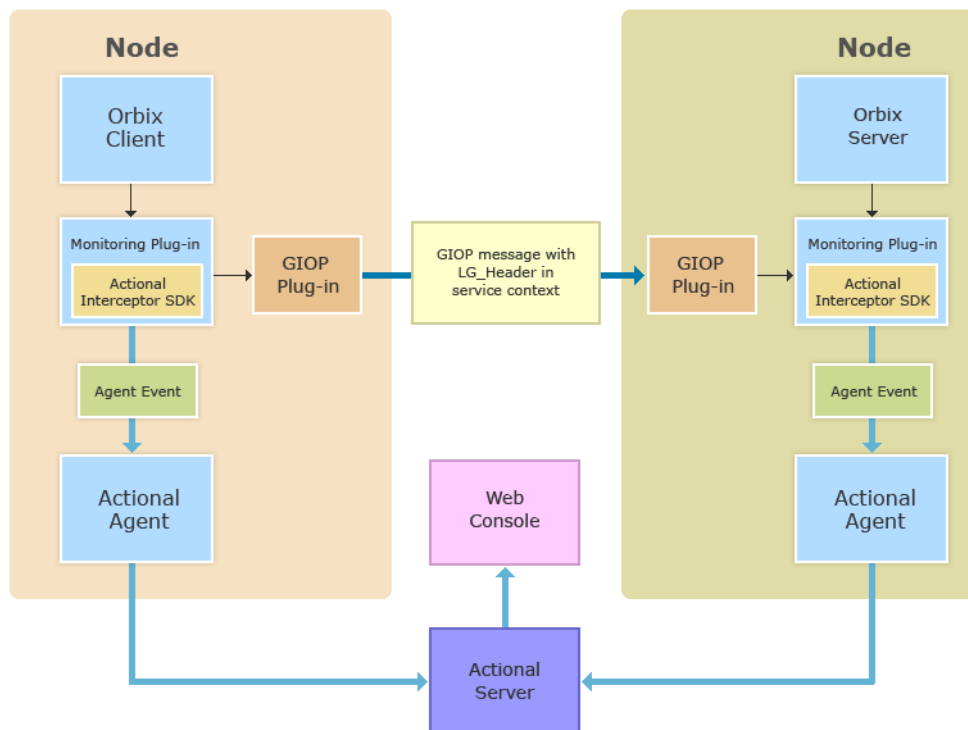 Node
Orbix
Client
Monitoring Plug-in
Actional
Interceptor SDK
GIOP
Plug-in
Agent Event
Actional
Agent
GIOP message with
LG_Header in
service context
Node
Orbix
Server
GIOP
Plug-in
Monitoring Plug-in
Actional
Interceptor SDK
Agent Event
Actional
Agent
Web
Console
Actional
Server